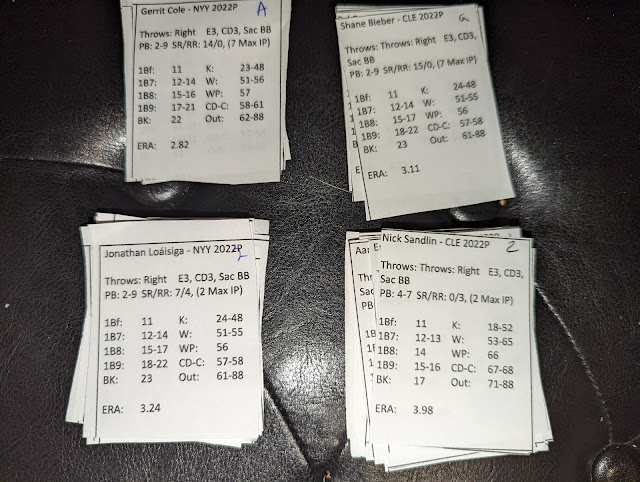 Gerrit Cole - NYY 2022P A
Throws: Right E3, CD3, Sac BB
PB: 2-9 SR/RR: 14/0, (7 Max IP)
1Bf: 11 K: 23-48
1B7: 12-14 W: 51-56
1B8: 15-16 WP: 57
1B9: 17-21 CD-C: 58-61
BK: 22 Out: 62-88
ERA: 2.82
Shane Bieber - CLE 2022P
Throws: Throws: Right E3, CD3,
Sac BB
PB: 2-9 SR/RR: 15/0, (7 Max IP)
1Bf: 11 K: 24-48
1B7: 12-14 W: 51-55
1B8: 15-17 WP: 56
1B9: 18-22 CD-C: 57-58
BK: 23 Out: 61-88
ERA: 3.11
Jonathan Loáisiga - NYY 2022P
Throws: Right E3, CD3, Sac BB
PB: 2-9 SR/RR: 7/4, (2 Max IP)
1Bf: 11 K: 24-48
1B7: 12-14 W: 51-55
1B8: 15-17 WP: 56
1B9: 18-22 CD-C: 57-58
BK: 23 Out: 61-88
ERA: 3.24
Nick Sandlin - CLE 2022P 2
Throws: Throws: Right E3, CD3,
Sac BB
PB: 4-7 SR/RR: 0/3, (2 Max IP)
1Bf: 11 K: 18-52
1B7: 12-13 W: 53-65
1B8: 14 WP: 66
1B9: 15-16 CD-C: 67-68
BK: 17 Out: 71-88
ERA: 3.98